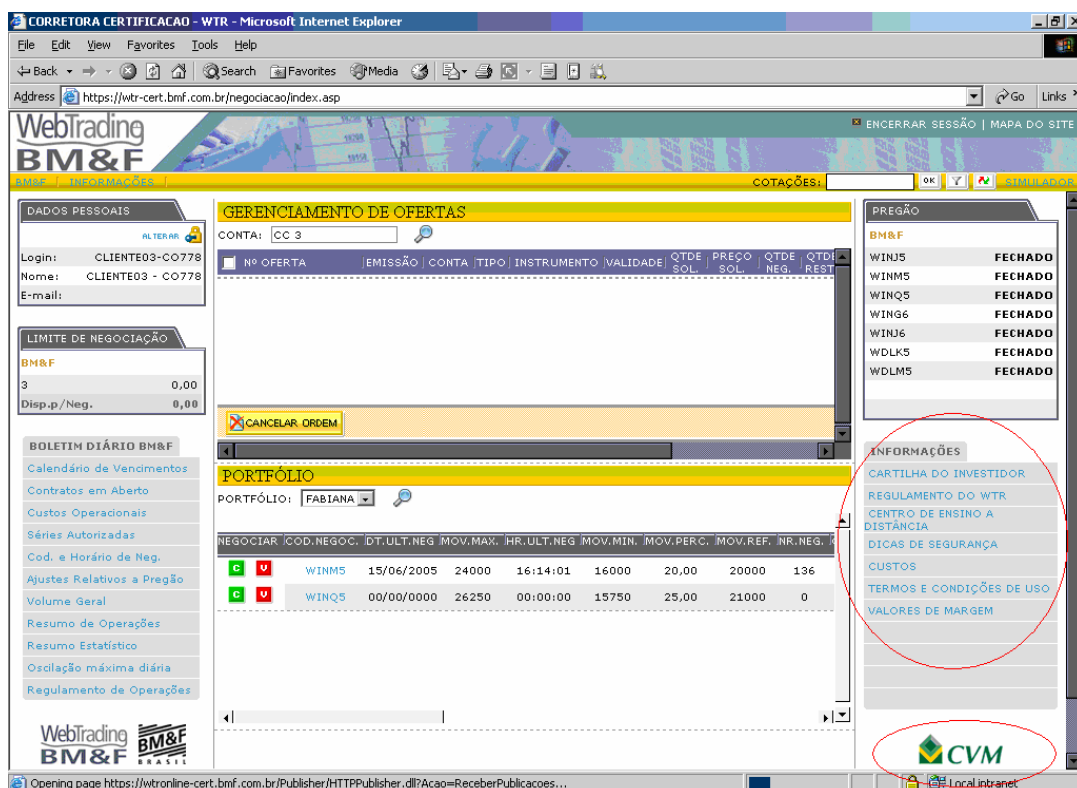 CORRETORA CERTIFICACAO - WTR - Microsoft Internet Explorer
File Edit View Favorites Tools Help
Back Search Favorites Media
Address https://wtr-cert.bmf.com.br/negociacao/index.asp Go Links
WebTrading
BM&F
ENCERRAR SESSÃO | MAPA DO SITE
BM&F | INFORMAÇÕES |
COTAÇÕES: OK SIMULADOR
DADOS PESSOAIS
ALTERAR
Login: CLIENTE03-CO778
Nome: CLIENTE03 - CO778
E-mail:
LIMITE DE NEGOCIAÇÃO
BM&F
3 0,00
Disp.p/Neg. 0,00
BOLETIM DIÁRIO BM&F
Calendário de Vencimentos
Contratos em Aberto
Custos Operacionais
Séries Autorizadas
Cod. e Horário de Neg.
Ajustes Relativos a Pregão
Volume Geral
Resumo de Operações
Resumo Estatístico
Oscilação máxima diária
Regulamento de Operações
WebTrading
BM&F
BM&F
BRASIL
GERENCIAMENTO DE OFERTAS
CONTA: CC 3
Nº OFERTA | EMISSÃO | CONTA | TIPO | INSTRUMENTO | VALIDADE | QTDE SOL. | PREÇO SOL. | QTDE NEG. | QTDE REST
CANCELAR ORDEM
PORTFÓLIO
PORTFÓLIO: FABIANA
NEGOCIAR COD.NEGOC. DT.ULT.NEG MOV.MAX. HR.ULT.NEG MOV.MIN. MOV.PERC. MOV.REF. NR.NEG.
C V WINM5 15/06/2005 24000 16:14:01 16000 20,00 20000 136
C V WINQ5 00/00/0000 26250 00:00:00 15750 25,00 21000 0
PREGÃO
BM&F
WINJ5 FECHADO
WINM5 FECHADO
WINQ5 FECHADO
WING6 FECHADO
WINJ6 FECHADO
WDLK5 FECHADO
WDLM5 FECHADO
INFORMAÇÕES
CARTILHA DO INVESTIDOR
REGULAMENTO DO WTR
CENTRO DE ENSINO A
DISTÂNCIA
DICAS DE SEGURANÇA
CUSTOS
TERMOS E CONDIÇÕES DE USO
VALORES DE MARGEM
CVM
Opening page https://wtronline-cert.bmf.com.br/Publisher/HTTPPublisher.dll?Acao=ReceberPublicacoes... Local intranet